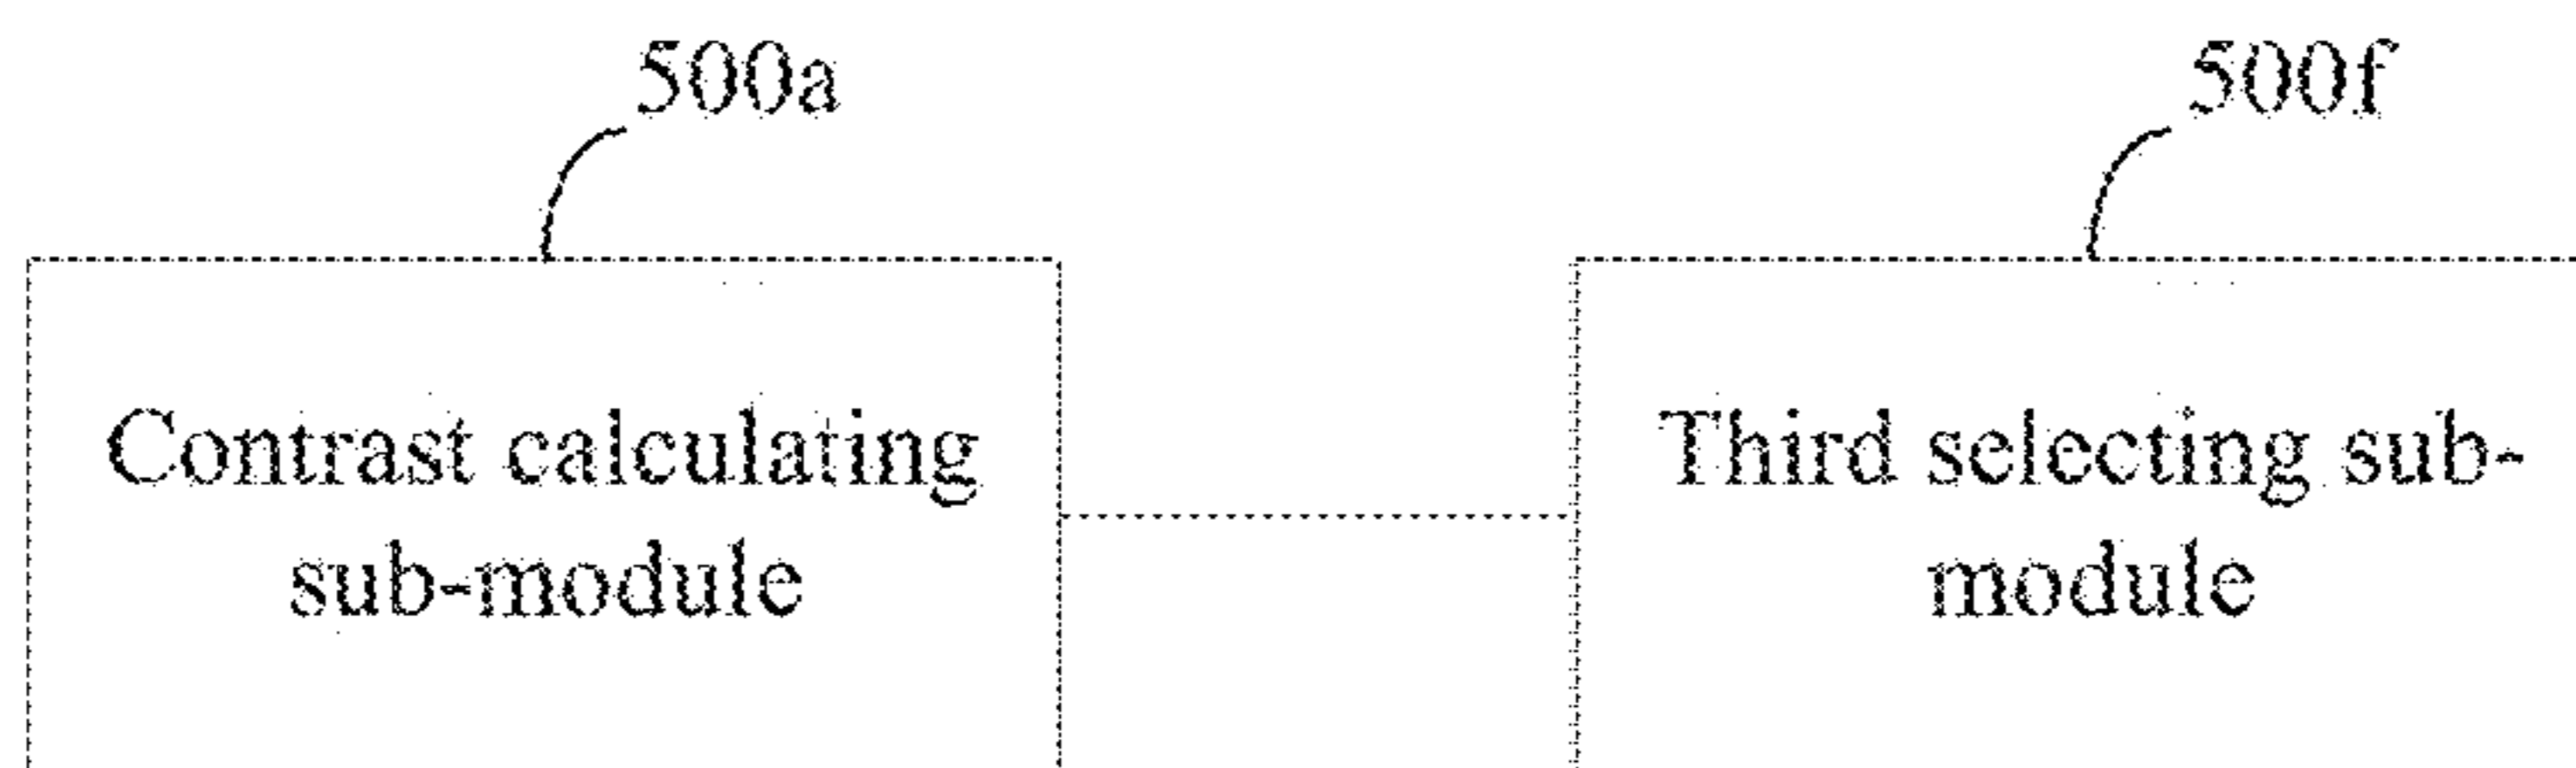 500a
500f
Contrast calculating
sub-module
Third selecting sub-
module